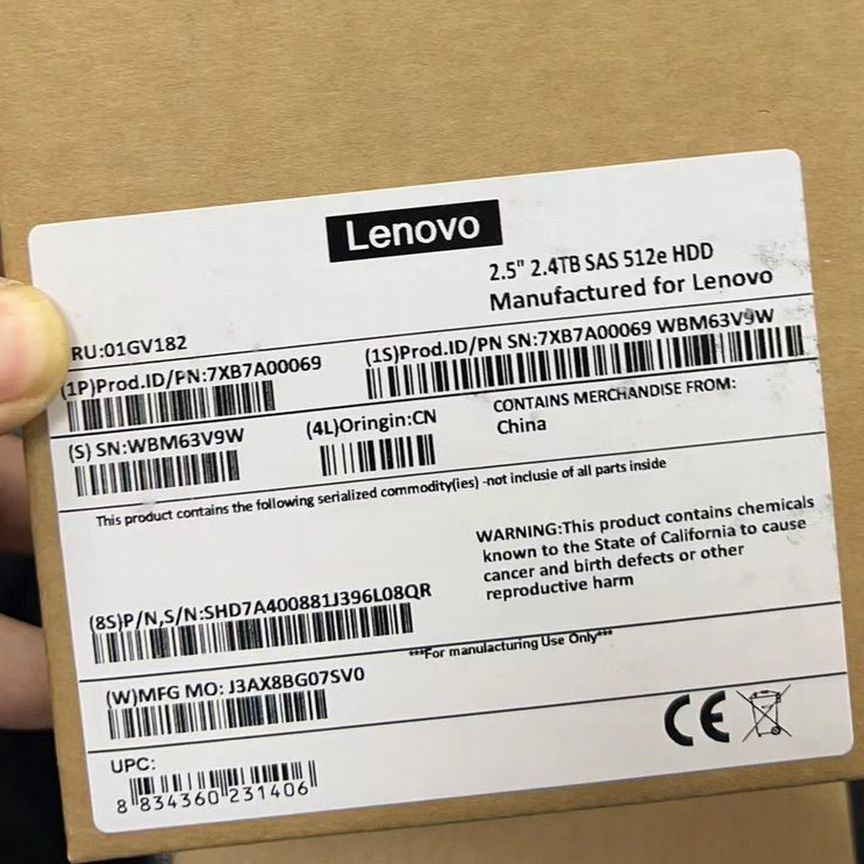 Lenovo
2.5" 2.4TB SAS 512e HDD
Manufactured for Lenovo
RU:01GV182
(1P)Prod.ID/PN:7XB7A00069
(1S)Prod.ID/PN SN:7XB7A00069 WBM63V9W
(S) SN:WBM63V9W
(4L)Oringin:CN
CONTAINS MERCHANDISE FROM:
China
This product contains the following serialized commodity(ies) -not inclusie of all parts inside
WARNING:This product contains chemicals
known to the State of California to cause
cancer and birth defects or other
reproductive harm
(8S)P/N,S/N:SHD7A400881J396L08QR
***For manulacturing Use Only***
(W)MFG MO: J3AX8BG07SV0
CE
UPC:
8 834360 231406